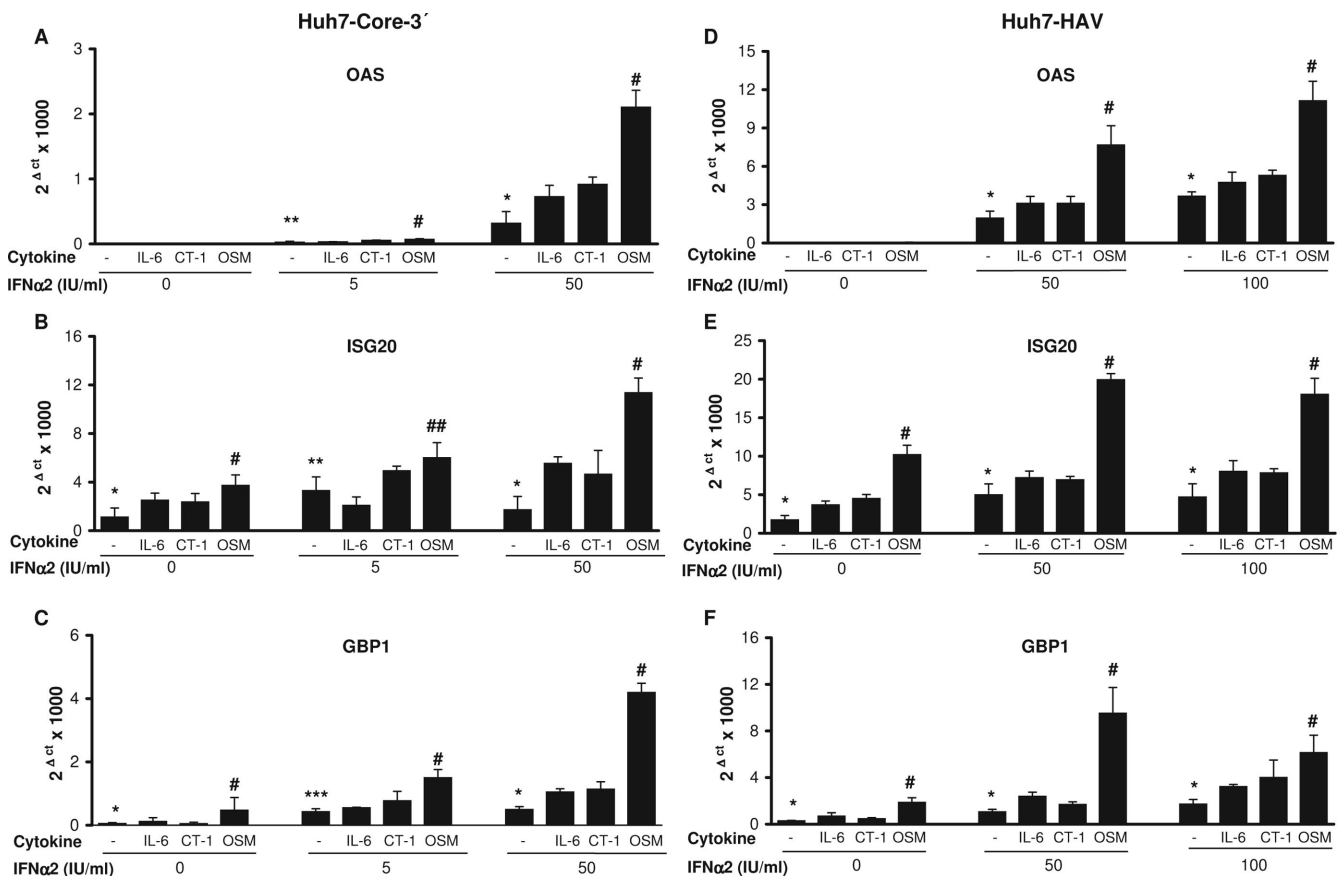 Huh7-Core-3´
A
OAS
2 Δ ct x 1000
3
2
1
0
** # * #
Cytokine - IL-6 CT-1 OSM - IL-6 CT-1 OSM - IL-6 CT-1 OSM
IFNα2 (IU/ml) 0 5 50
B
ISG20
2 Δ ct x 1000
16
12
8
4
0
* # ** ## * #
Cytokine - IL-6 CT-1 OSM - IL-6 CT-1 OSM - IL-6 CT-1 OSM
IFNα2 (IU/ml) 0 5 50
C
GBP1
2 Δ ct x 1000
6
4
2
0
* # *** # * #
Cytokine - IL-6 CT-1 OSM - IL-6 CT-1 OSM - IL-6 CT-1 OSM
IFNα2 (IU/ml) 0 5 50
Huh7-HAV
D
OAS
2 Δ ct x 1000
15
12
9
6
3
0
* # * #
Cytokine - IL-6 CT-1 OSM - IL-6 CT-1 OSM - IL-6 CT-1 OSM
IFNα2 (IU/ml) 0 50 100
E
ISG20
2 Δ ct x 1000
25
20
15
10
5
0
* # * # * #
Cytokine - IL-6 CT-1 OSM - IL-6 CT-1 OSM - IL-6 CT-1 OSM
IFNα2 (IU/ml) 0 50 100
F
GBP1
2 Δ ct x 1000
16
12
8
4
0
* # * # * #
Cytokine - IL-6 CT-1 OSM - IL-6 CT-1 OSM - IL-6 CT-1 OSM
IFNα2 (IU/ml) 0 50 100